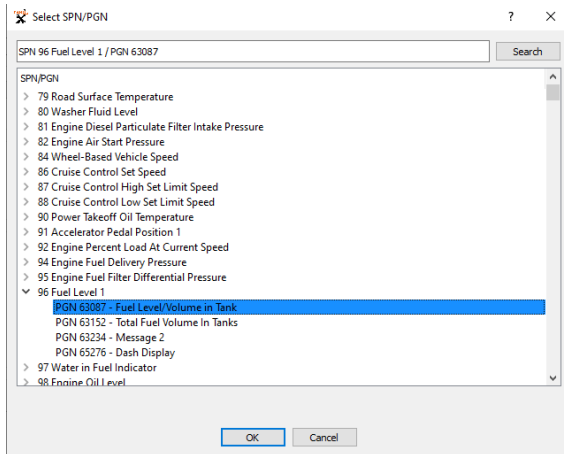 Select SPN/PGN
SPN 96 Fuel Level 1 / PGN 63087
Search
SPN/PGN
79 Road Surface Temperature
80 Washer Fluid Level
81 Engine Diesel Particulate Filter Intake Pressure
82 Engine Air Start Pressure
84 Wheel-Based Vehicle Speed
86 Cruise Control Set Speed
87 Cruise Control High Set Limit Speed
88 Cruise Control Low Set Limit Speed
90 Power Takeoff Oil Temperature
91 Accelerator Pedal Position 1
92 Engine Percent Load At Current Speed
94 Engine Fuel Delivery Pressure
95 Engine Fuel Filter Differential Pressure
96 Fuel Level 1
PGN 63087 - Fuel Level/Volume in Tank
PGN 63152 - Total Fuel Volume In Tanks
PGN 63234 - Message 2
PGN 65276 - Dash Display
97 Water in Fuel Indicator
98 Engine Oil Level
OK
Cancel